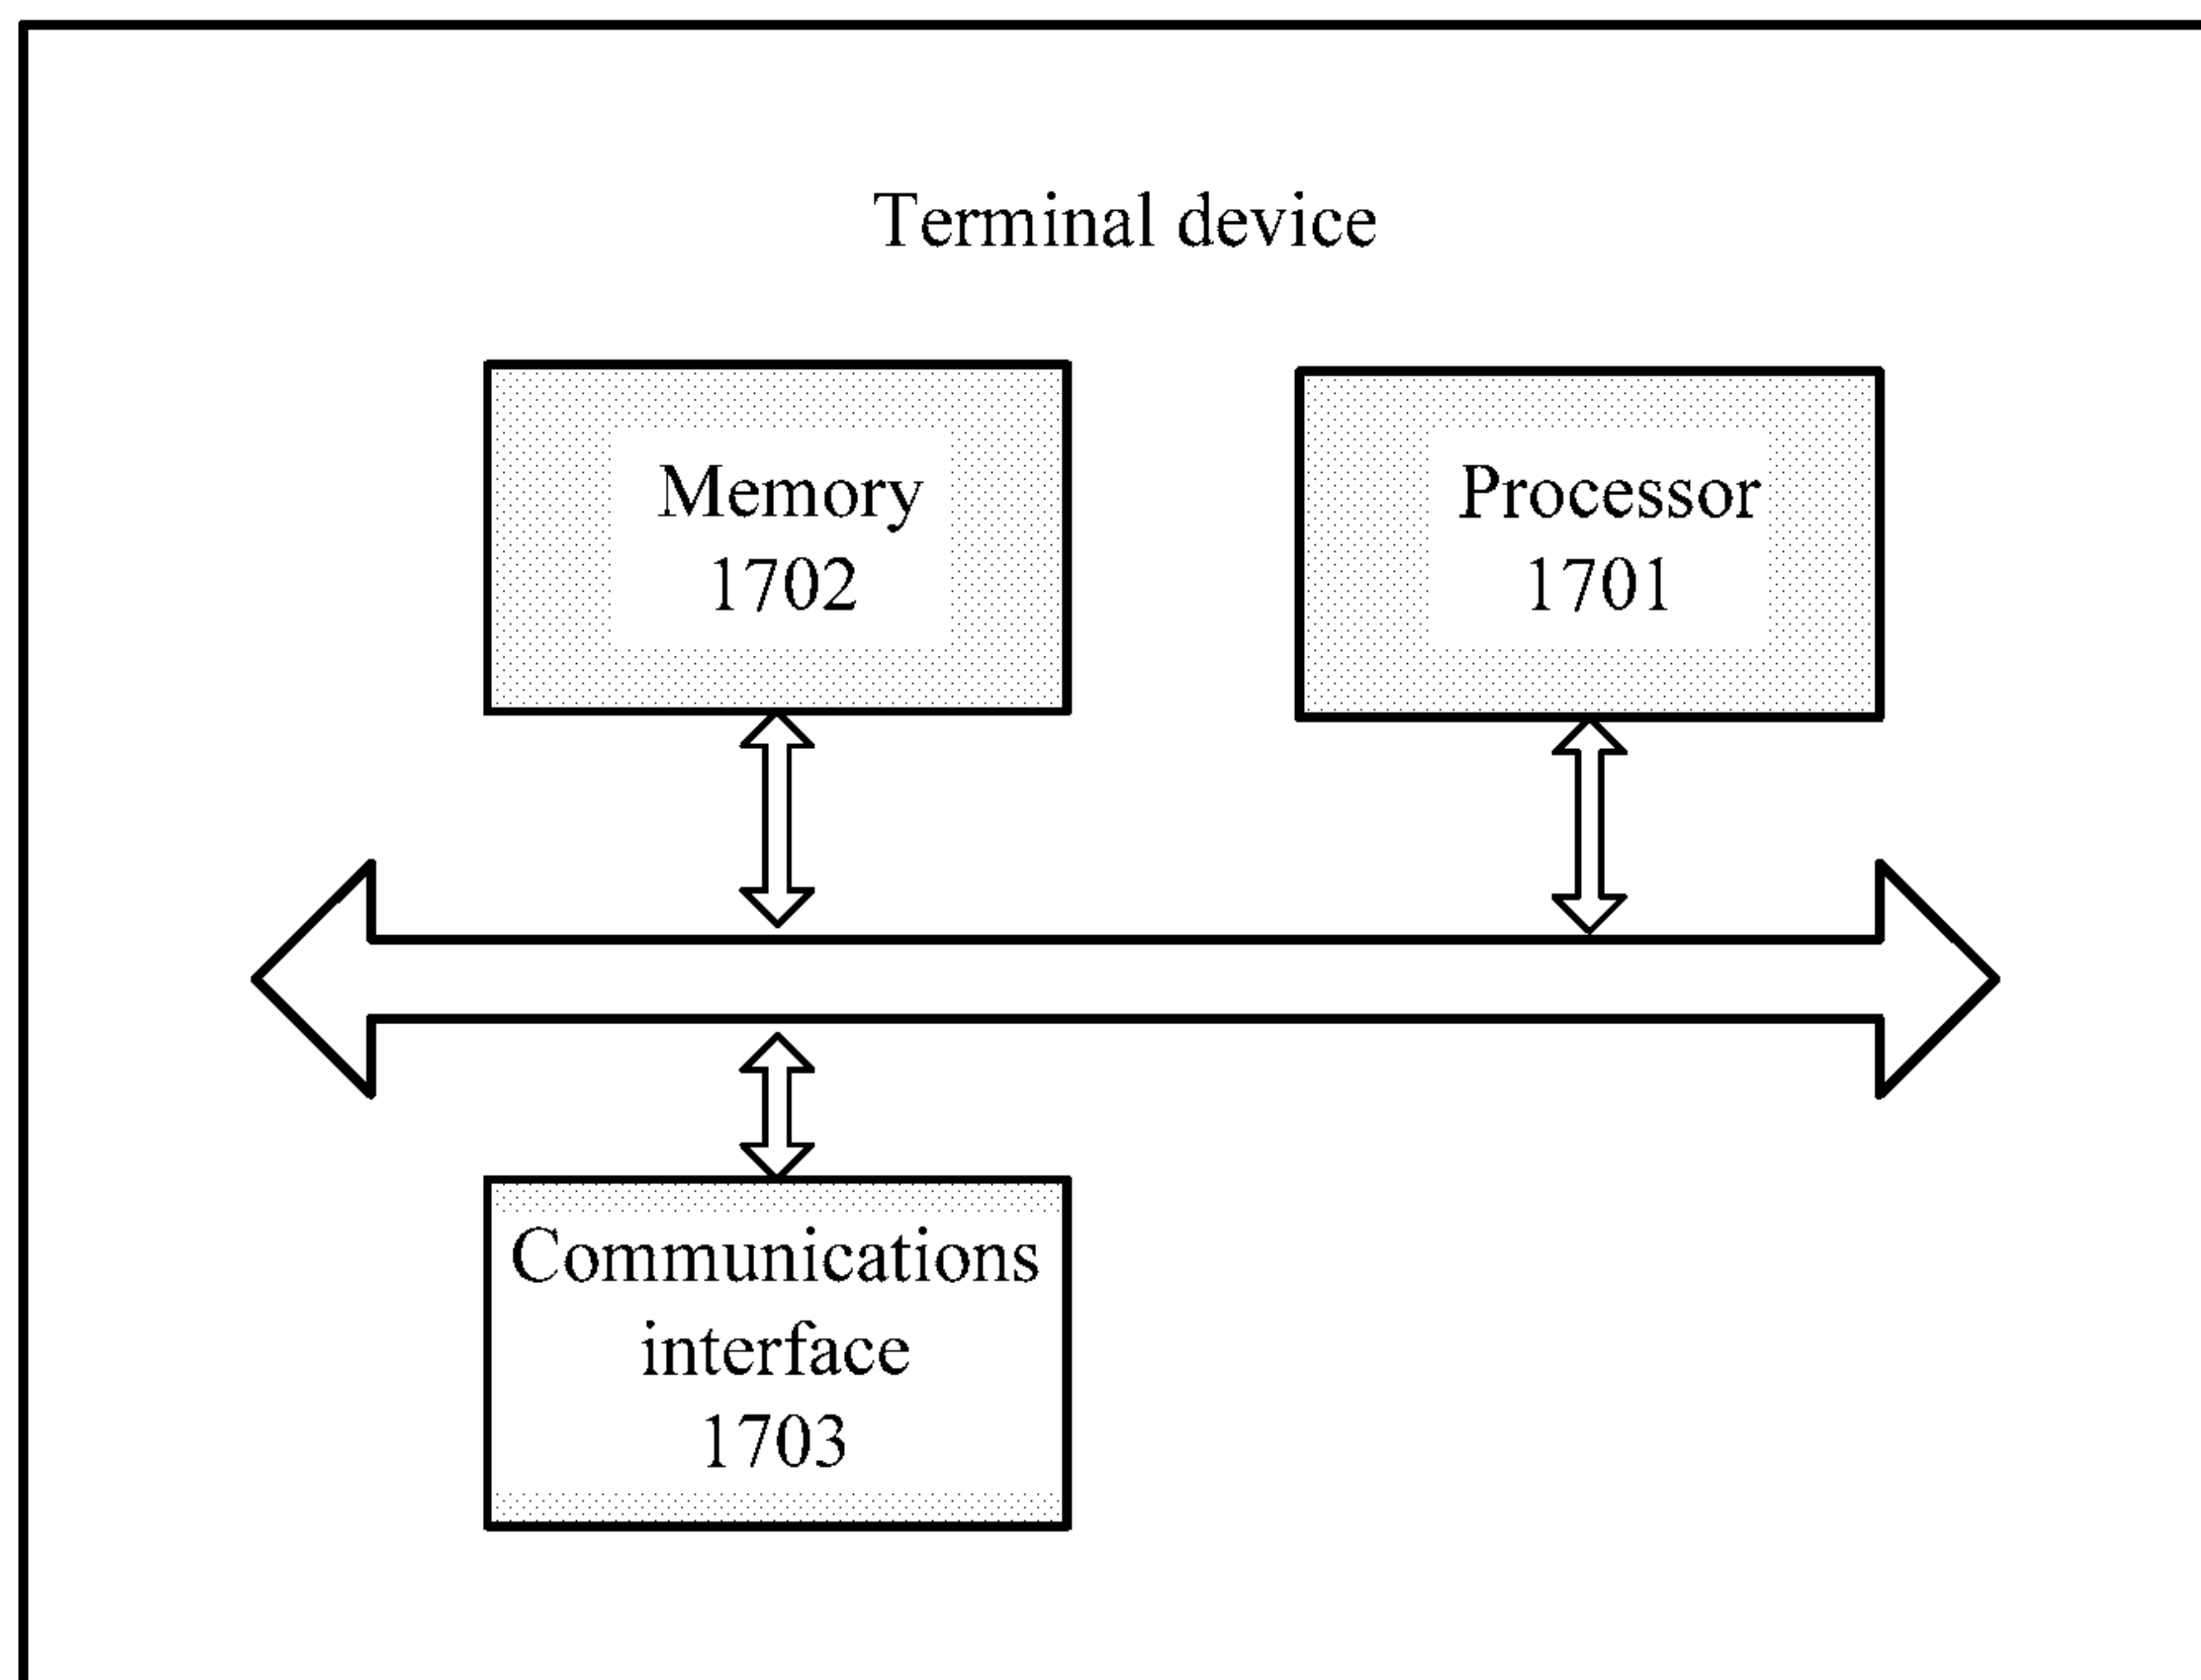 Terminal device
Memory
1702
Processor
1701
Communications
interface
1703